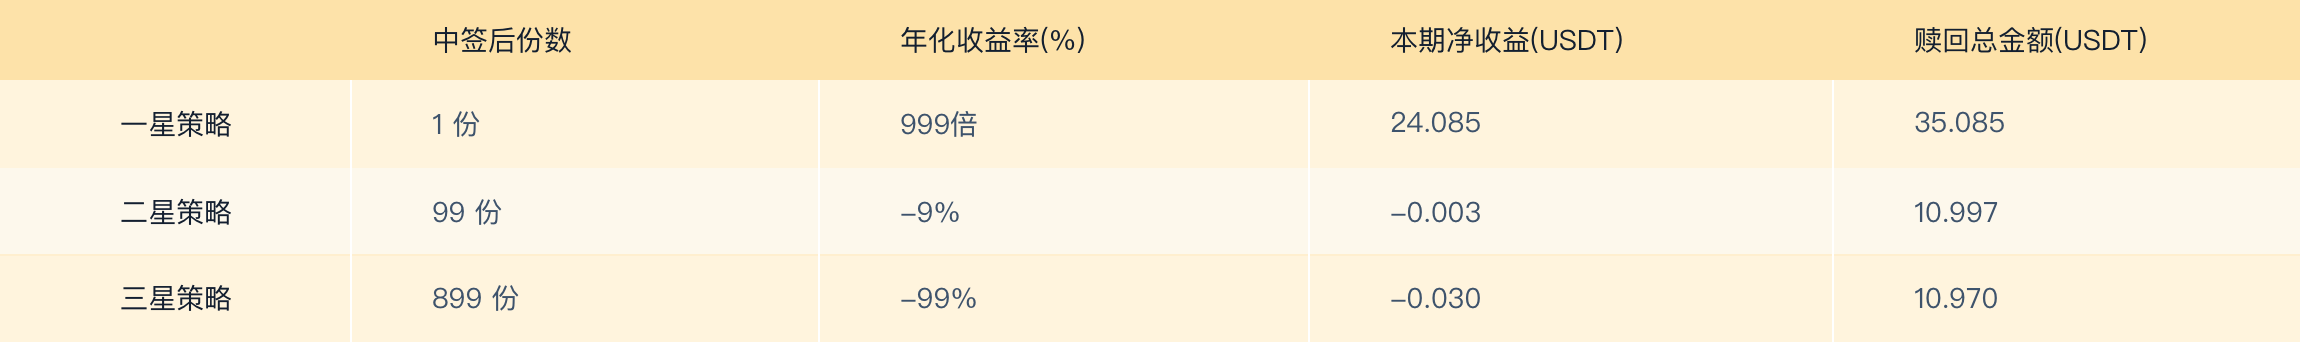 中签后份数 年化收益率(%) 本期净收益(USDT) 赎回总金额(USDT)
一星策略 1 份 999倍 24.085 35.085
二星策略 99 份 -9% -0.003 10.997
三星策略 899 份 -99% -0.030 10.970